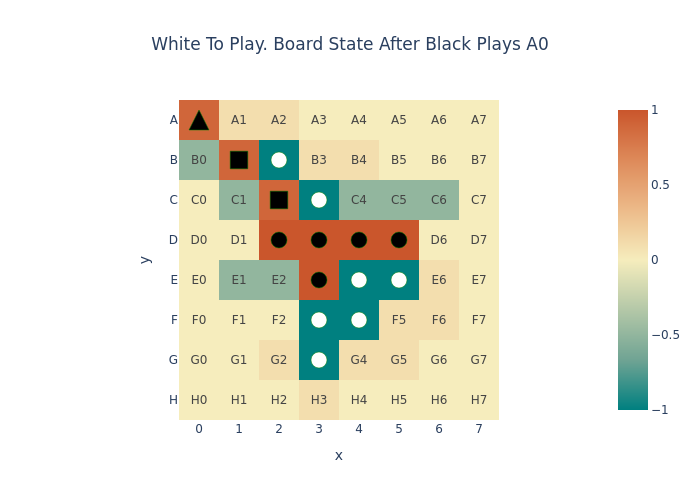 White To Play. Board State After Black Plays A0
A A1 A2 A3 A4 A5 A6 A7
B B0 B3 B4 B5 B6 B7
C C0 C1 C4 C5 C6 C7
D D0 D1 D6 D7
E E0 E1 E2 E6 E7
F F0 F1 F2 F5 F6 F7
G G0 G1 G2 G4 G5 G6 G7
H H0 H1 H2 H3 H4 H5 H6 H7
0 1 2 3 4 5 6 7
x
y
1
0.5
0
−0.5
−1